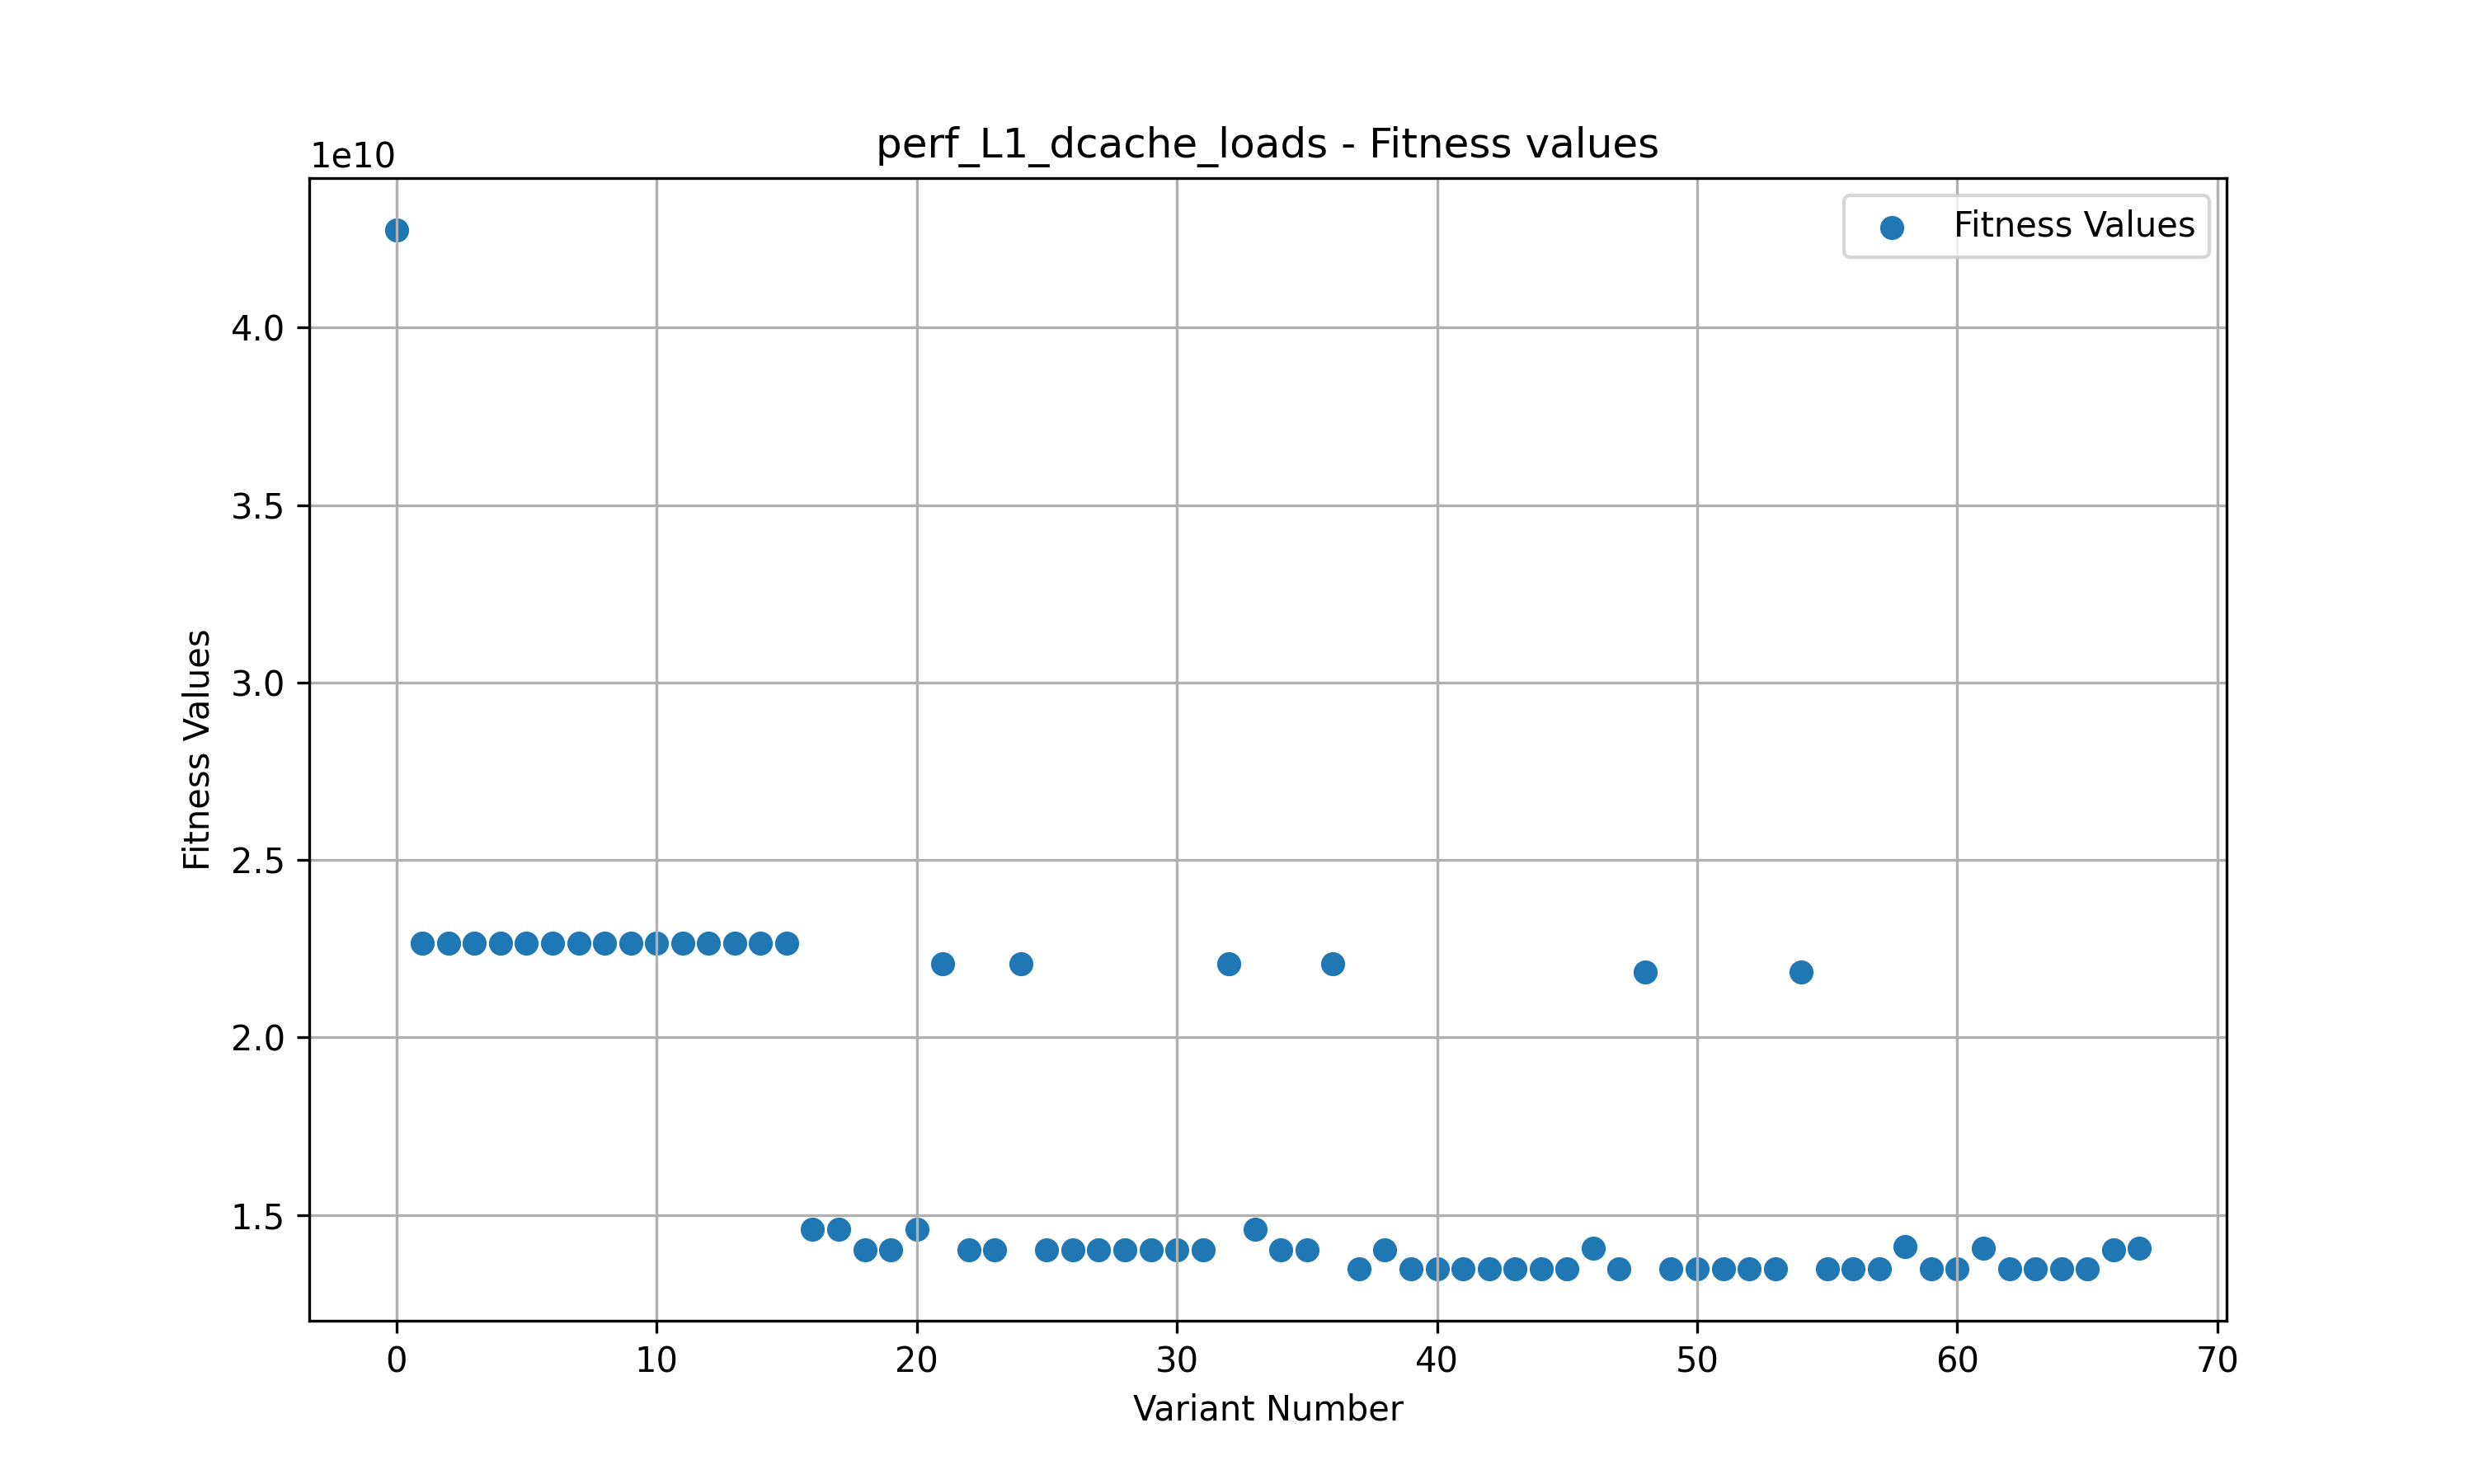 perf_L1_dcache_loads - Fitness values
1e10
Fitness Values
4.0
3.5
3.0
2.5
2.0
1.5
Fitness Values
0 10 20 30 40 50 60 70
Variant Number